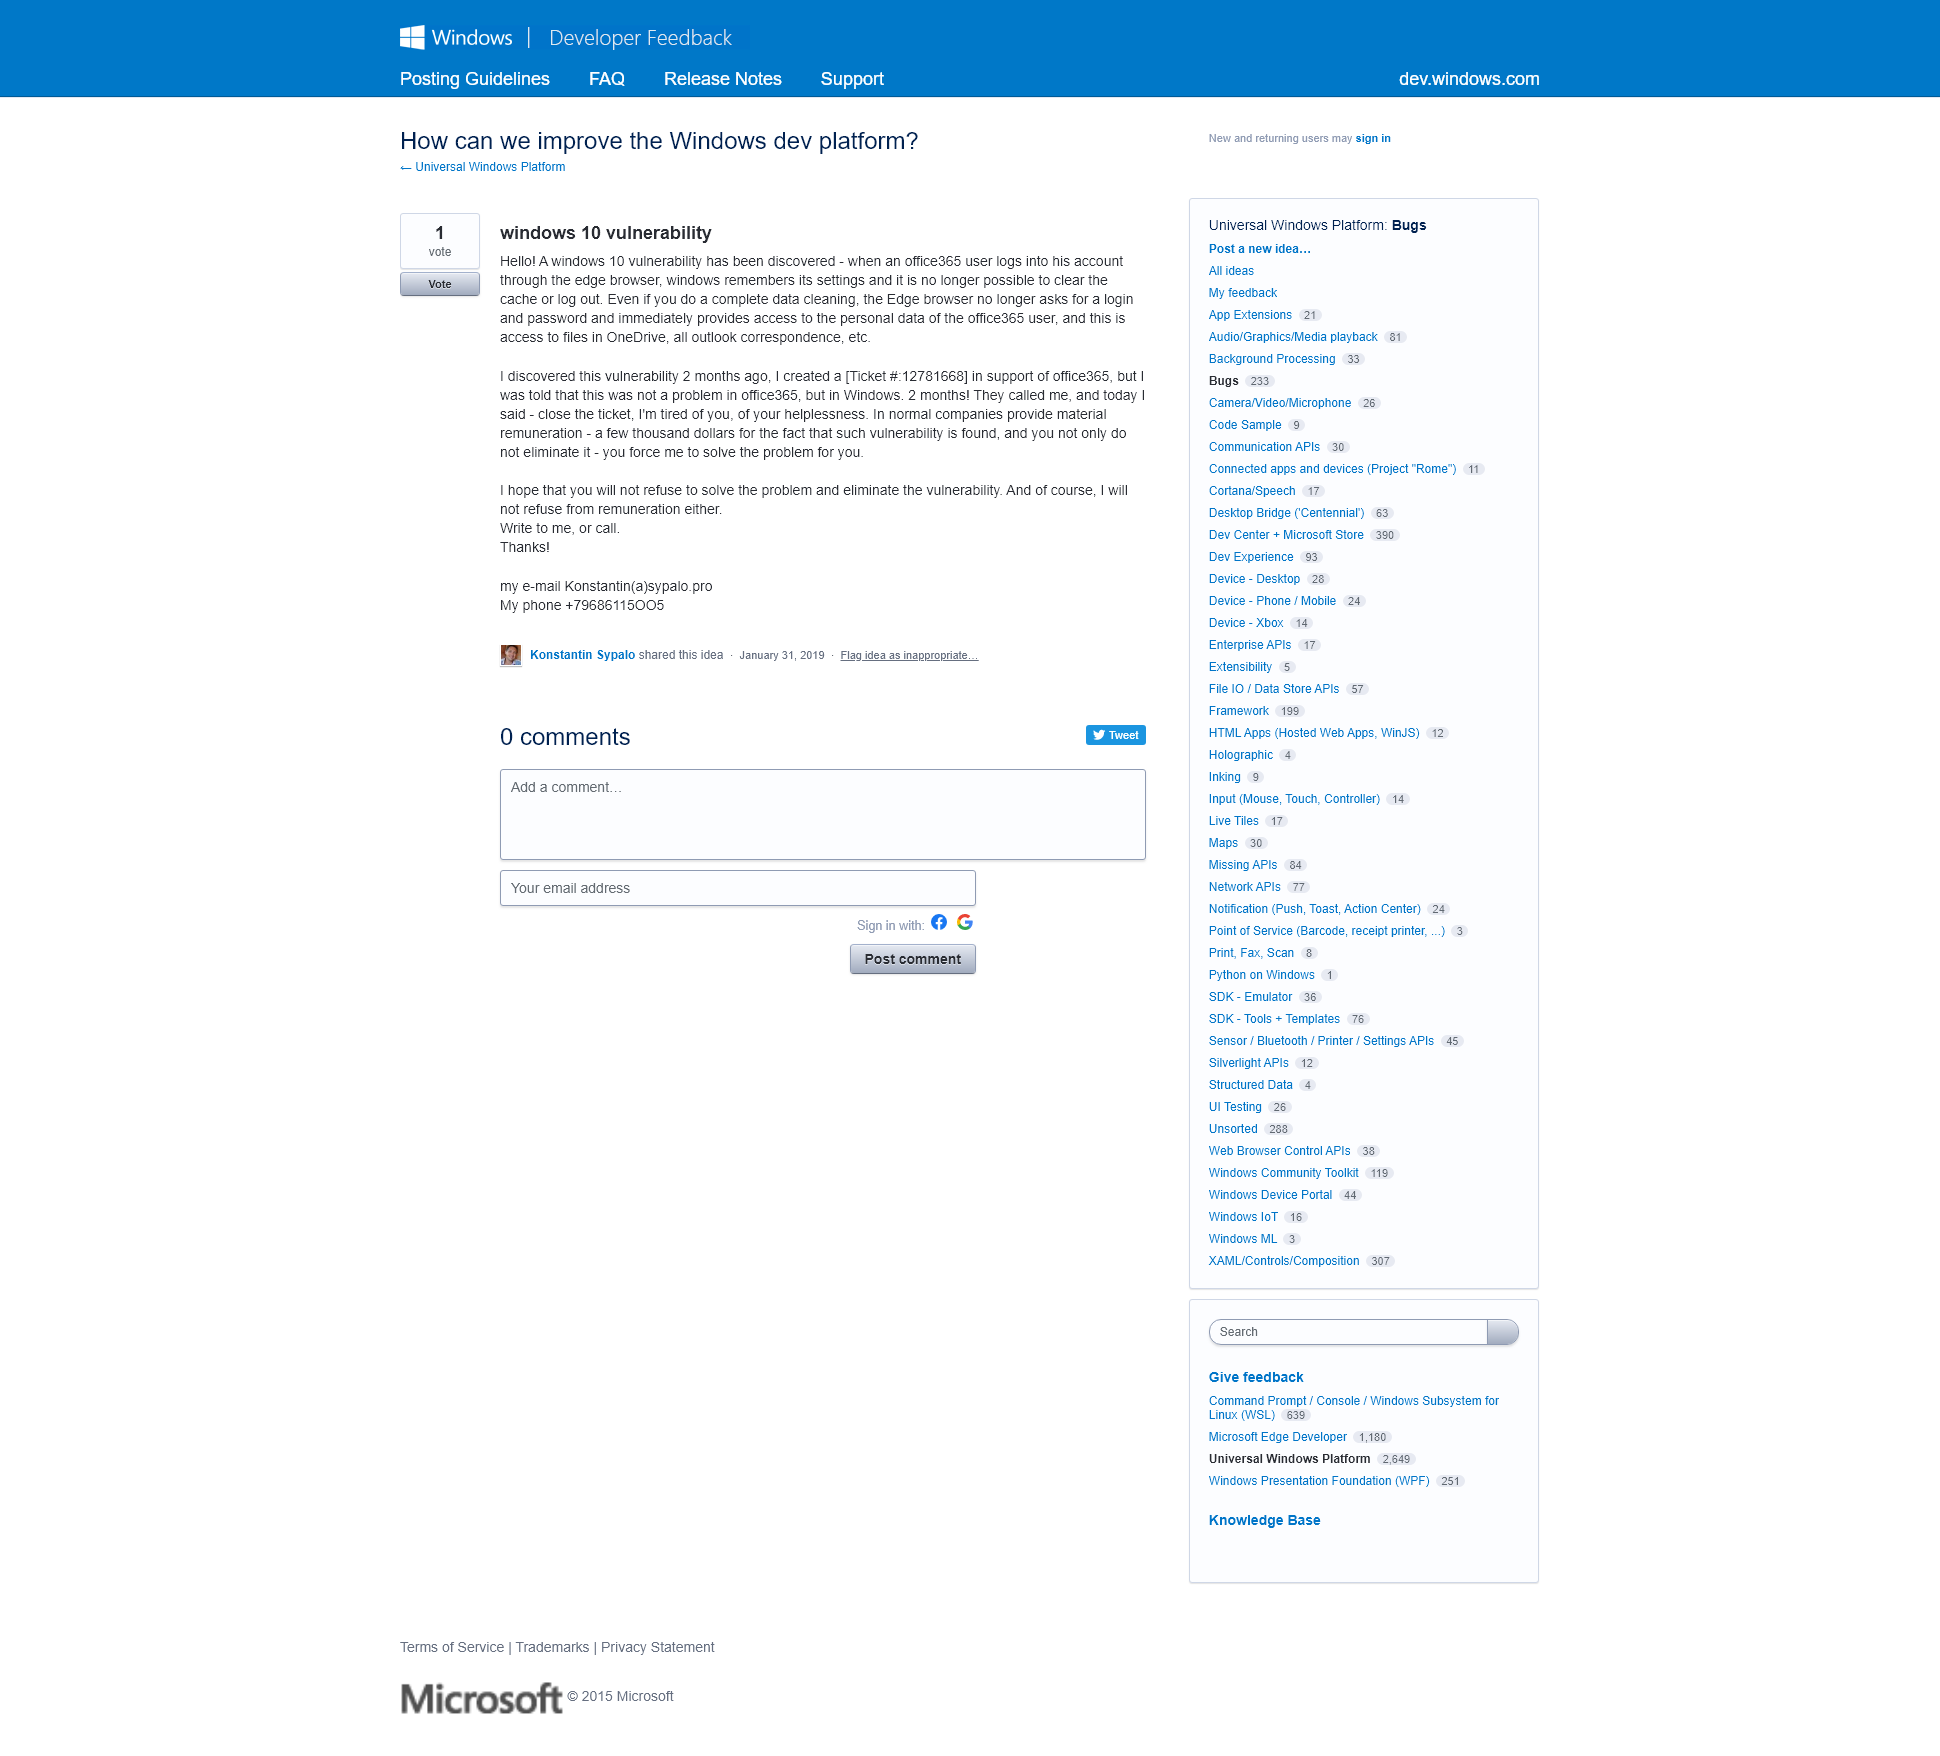 Windows | Developer Feedback
Posting Guidelines FAQ Release Notes Support dev.windows.com
How can we improve the Windows dev platform?
← Universal Windows Platform
New and returning users may sign in
1
vote
Vote
windows 10 vulnerability
Hello! A windows 10 vulnerability has been discovered - when an office365 user logs into his account
through the edge browser, windows remembers its settings and it is no longer possible to clear the
cache or log out. Even if you do a complete data cleaning, the Edge browser no longer asks for a login
and password and immediately provides access to the personal data of the office365 user, and this is
access to files in OneDrive, all outlook correspondence, etc.
I discovered this vulnerability 2 months ago, I created a [Ticket #:12781668] in support of office365, but I
was told that this was not a problem in office365, but in Windows. 2 months! They called me, and today I
said - close the ticket, I'm tired of you, of your helplessness. In normal companies provide material
remuneration - a few thousand dollars for the fact that such vulnerability is found, and you not only do
not eliminate it - you force me to solve the problem for you.
I hope that you will not refuse to solve the problem and eliminate the vulnerability. And of course, I will
not refuse from remuneration either.
Write to me, or call.
Thanks!
my e-mail Konstantin(a)sypalo.pro
My phone +79686115OO5
Konstantin Sypalo shared this idea · January 31, 2019 · Flag idea as inappropriate…
0 comments
Tweet
Add a comment…
Your email address
Sign in with:
Post comment
Universal Windows Platform: Bugs
Post a new idea…
All ideas
My feedback
App Extensions 21
Audio/Graphics/Media playback 81
Background Processing 33
Bugs 233
Camera/Video/Microphone 26
Code Sample 9
Communication APIs 30
Connected apps and devices (Project "Rome") 11
Cortana/Speech 17
Desktop Bridge ('Centennial') 63
Dev Center + Microsoft Store 390
Dev Experience 93
Device - Desktop 28
Device - Phone / Mobile 24
Device - Xbox 14
Enterprise APIs 17
Extensibility 5
File IO / Data Store APIs 57
Framework 199
HTML Apps (Hosted Web Apps, WinJS) 12
Holographic 4
Inking 9
Input (Mouse, Touch, Controller) 14
Live Tiles 17
Maps 30
Missing APIs 84
Network APIs 77
Notification (Push, Toast, Action Center) 24
Point of Service (Barcode, receipt printer, ...) 3
Print, Fax, Scan 8
Python on Windows 1
SDK - Emulator 36
SDK - Tools + Templates 76
Sensor / Bluetooth / Printer / Settings APIs 45
Silverlight APIs 12
Structured Data 4
UI Testing 26
Unsorted 288
Web Browser Control APIs 38
Windows Community Toolkit 119
Windows Device Portal 44
Windows IoT 16
Windows ML 3
XAML/Controls/Composition 307
Search
Give feedback
Command Prompt / Console / Windows Subsystem for
Linux (WSL) 639
Microsoft Edge Developer 1,180
Universal Windows Platform 2,649
Windows Presentation Foundation (WPF) 251
Knowledge Base
Terms of Service | Trademarks | Privacy Statement
Microsoft © 2015 Microsoft